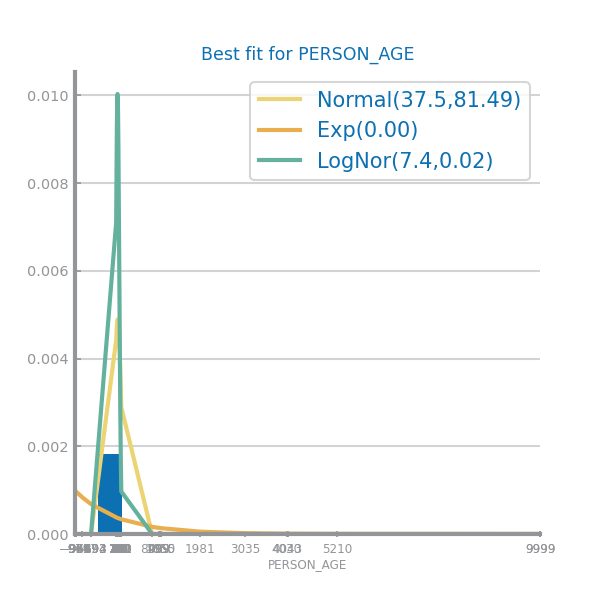 Best fit for PERSON_AGE
Normal(37.5,81.49)
Exp(0.00)
LogNor(7.4,0.02)
0.010
0.008
0.006
0.004
0.002
0.000
1981 3035 5210 9999
PERSON_AGE